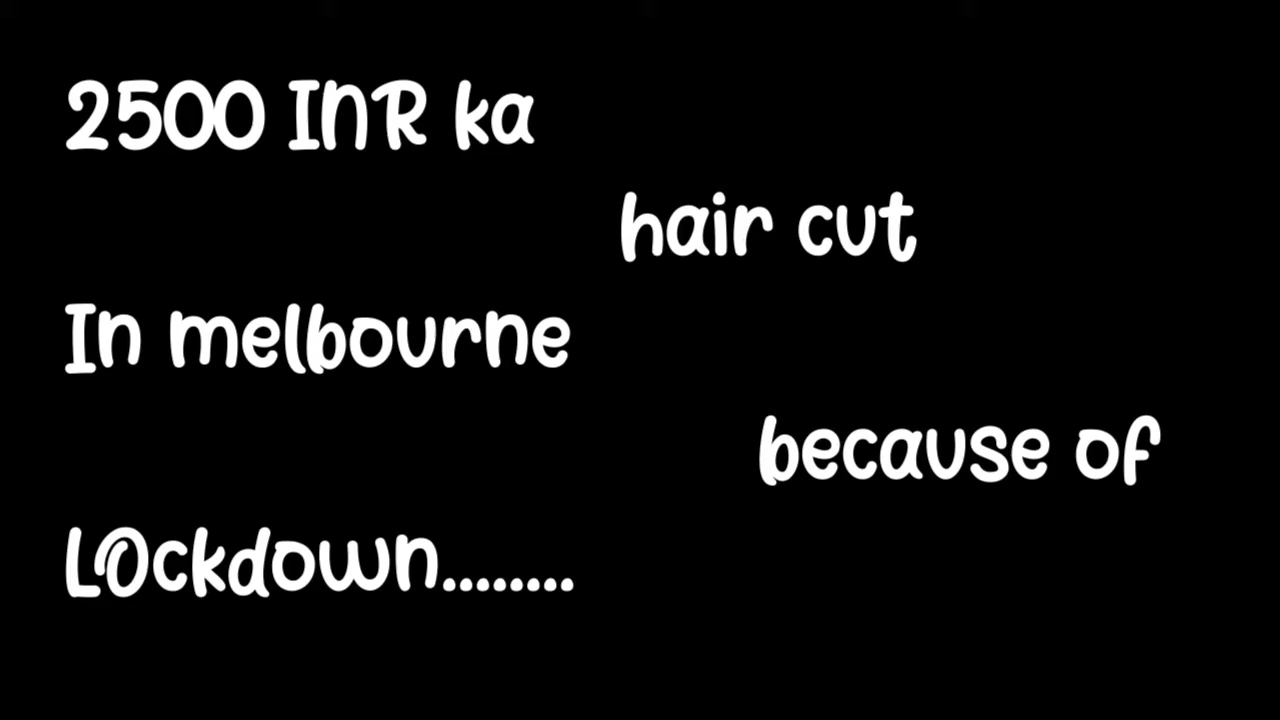 2500 INR ka
hair cut
In melbourne
because of
LOckdown........